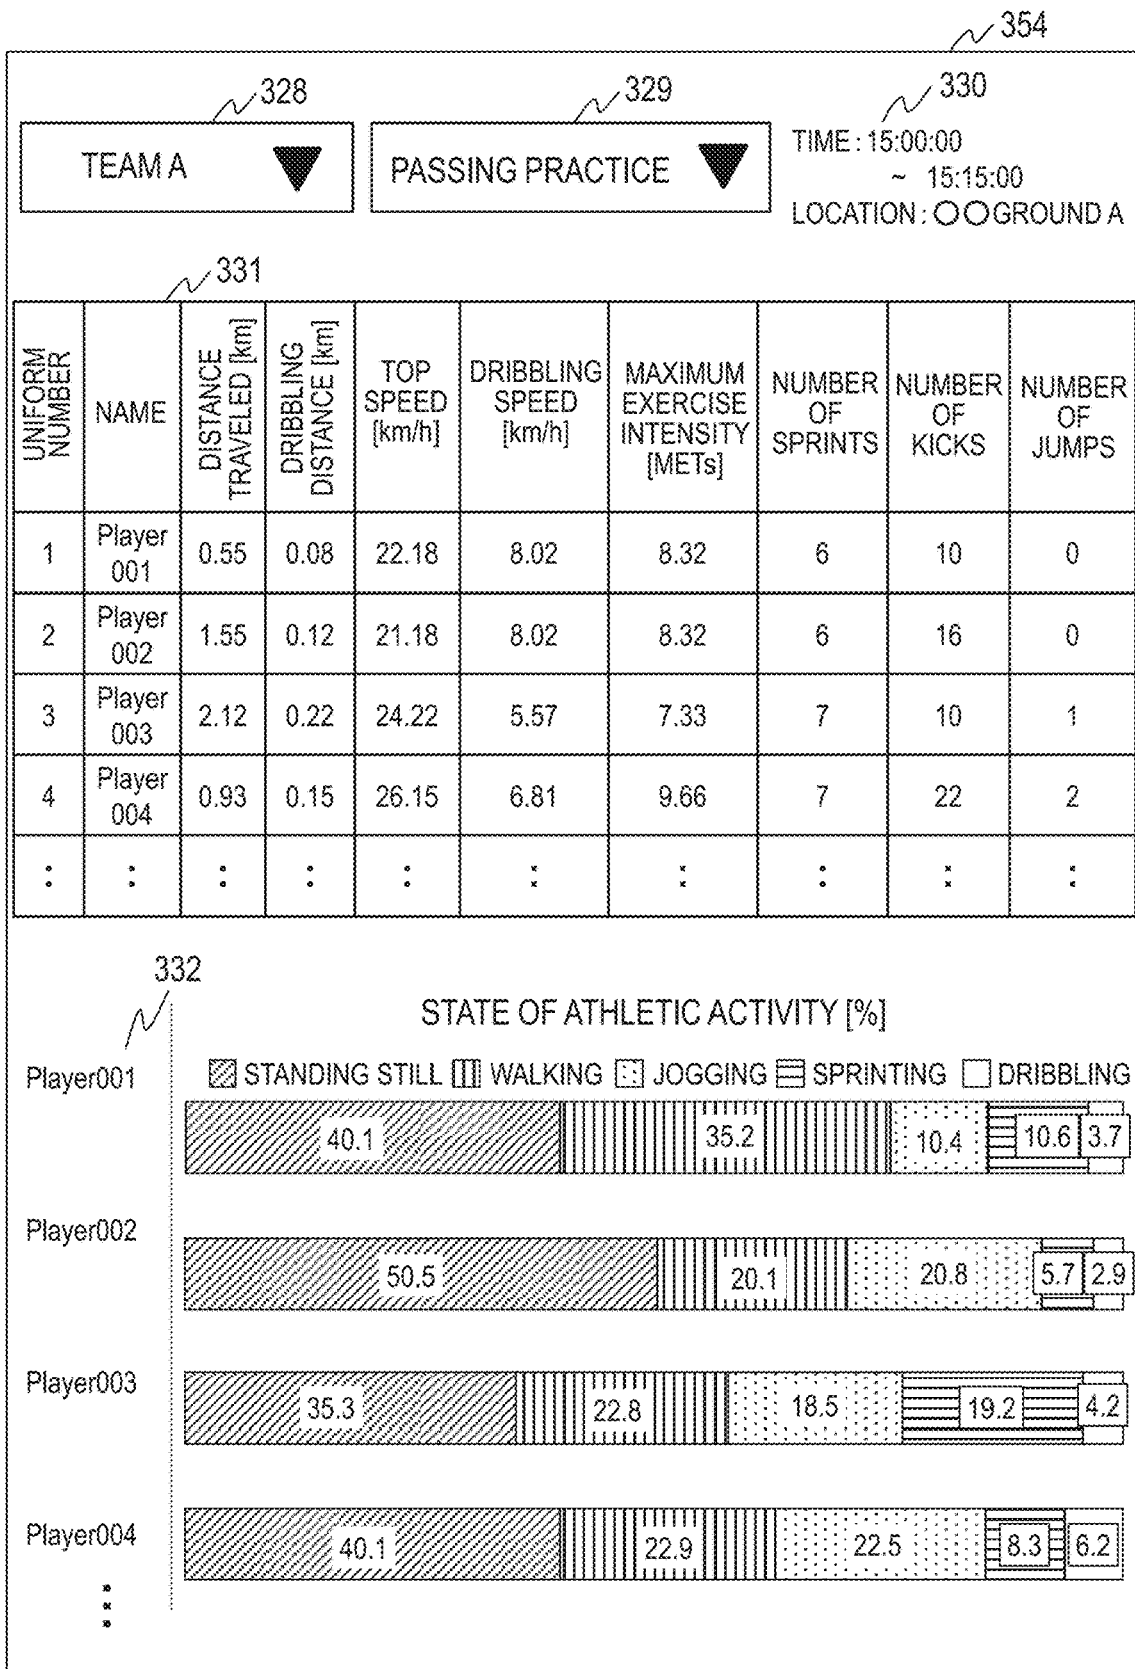 354
328
329
330
TEAM A ▼
PASSING PRACTICE ▼
TIME : 15:00:00
~ 15:15:00
LOCATION : ○○GROUND A
331
UNIFORM NUMBER
NAME
DISTANCE TRAVELED [km]
DRIBBLING DISTANCE [km]
TOP SPEED [km/h]
DRIBBLING SPEED [km/h]
MAXIMUM EXERCISE INTENSITY [METs]
NUMBER OF SPRINTS
NUMBER OF KICKS
NUMBER OF JUMPS
1 Player 001 0.55 0.08 22.18 8.02 8.32 6 10 0
2 Player 002 1.55 0.12 21.18 8.02 8.32 6 16 0
3 Player 003 2.12 0.22 24.22 5.57 7.33 7 10 1
4 Player 004 0.93 0.15 26.15 6.81 9.66 7 22 2
: : : : : : : : : :
332
STATE OF ATHLETIC ACTIVITY [%]
STANDING STILL WALKING JOGGING SPRINTING DRIBBLING
Player001
40.1 35.2 10.4 10.6 3.7
Player002
50.5 20.1 20.8 5.7 2.9
Player003
35.3 22.8 18.5 19.2 4.2
Player004
40.1 22.9 22.5 8.3 6.2
⋮